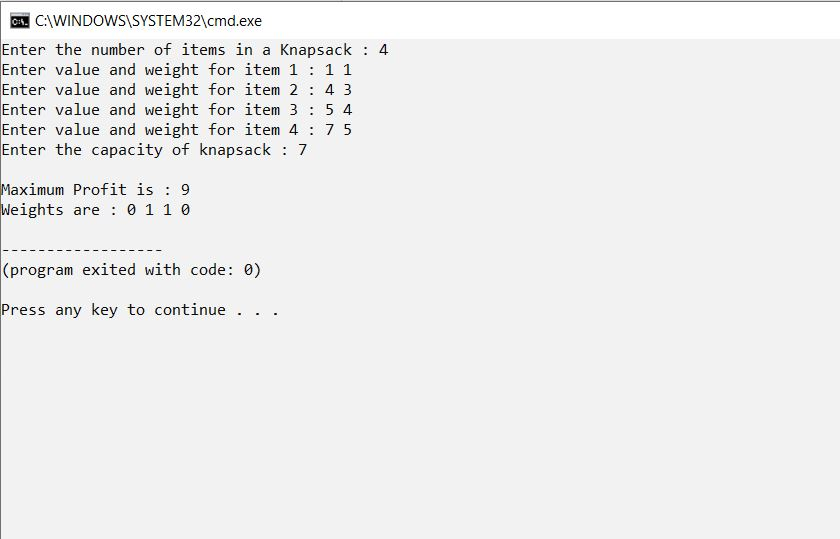 C:\WINDOWS\SYSTEM32\cmd.exe
Enter the number of items in a Knapsack : 4
Enter value and weight for item 1 : 1 1
Enter value and weight for item 2 : 4 3
Enter value and weight for item 3 : 5 4
Enter value and weight for item 4 : 7 5
Enter the capacity of knapsack : 7
Maximum Profit is : 9
Weights are : 0 1 1 0
------------------
(program exited with code: 0)
Press any key to continue . . .